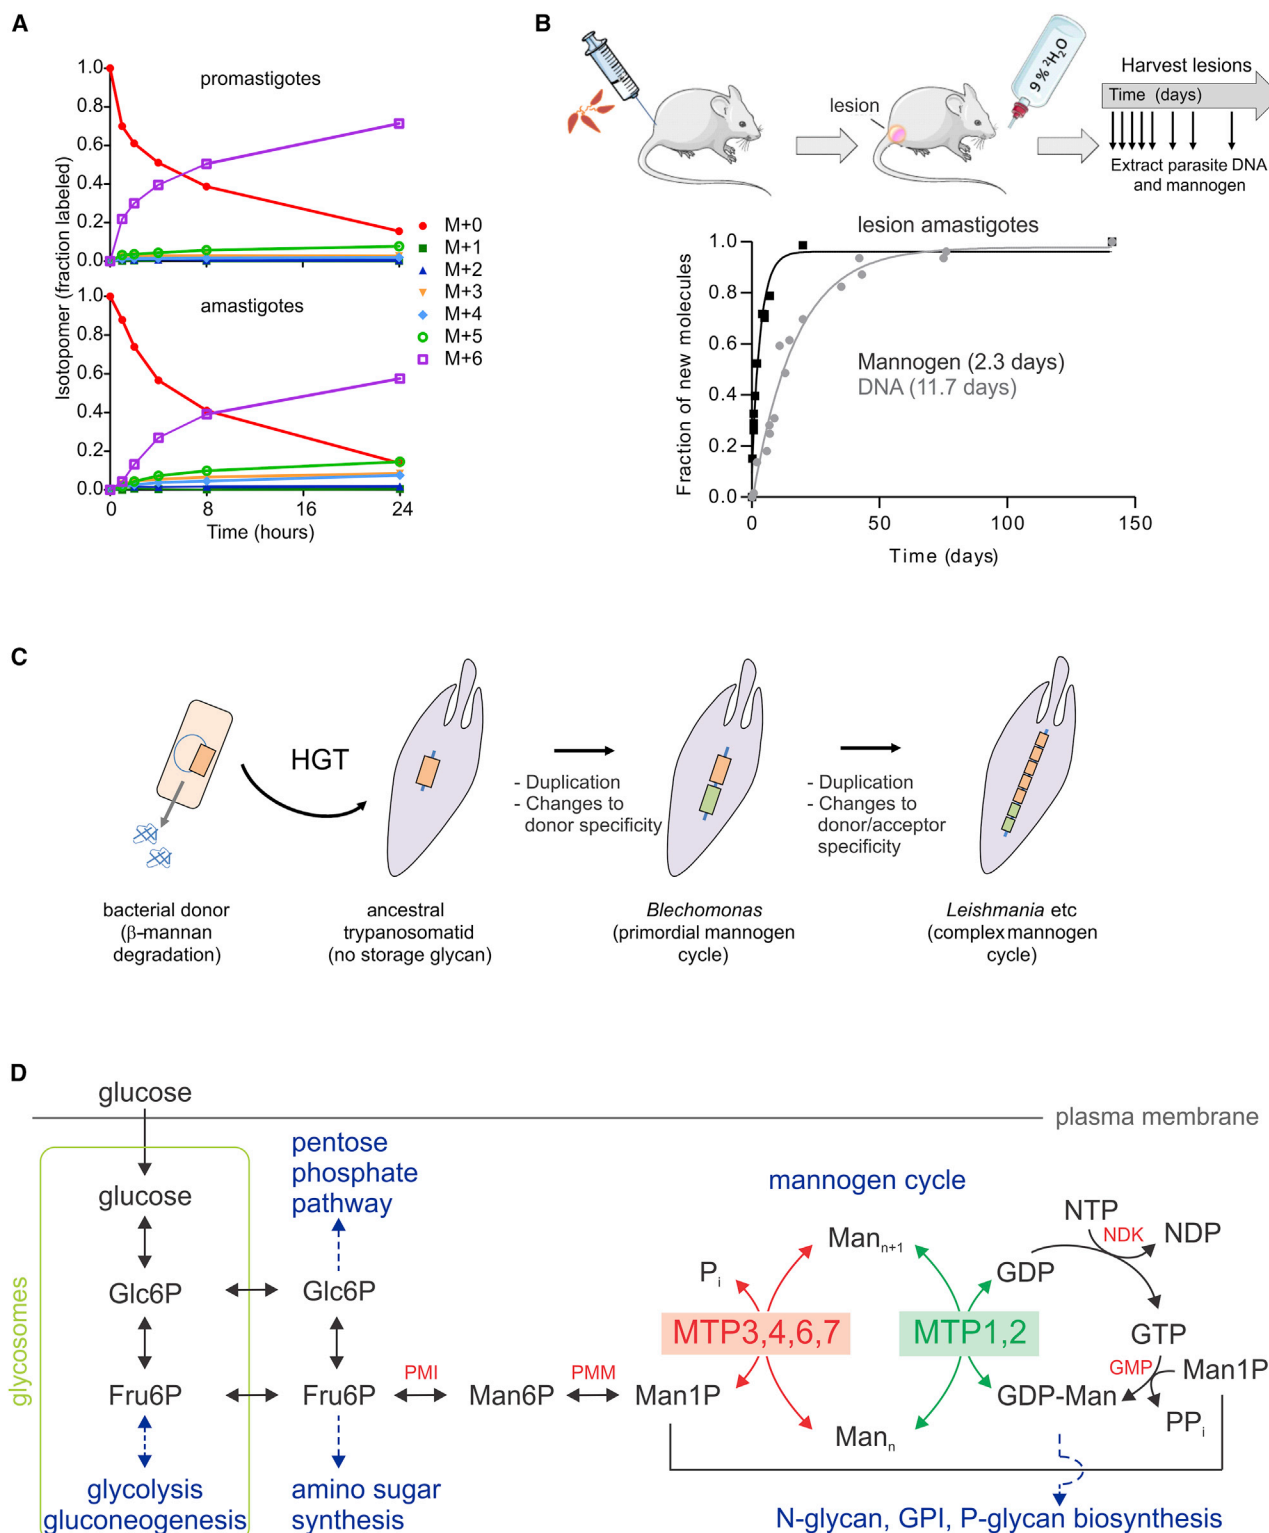 A
promastigotes
1.0
0.8
0.6
0.4
0.2
0.0
Isotopomer (fraction labeled)
M+0
M+1
M+2
M+3
M+4
M+5
M+6
amastigotes
1.0
0.8
0.6
0.4
0.2
0.0
0
8
16
24
Time (hours)
B
9 % ²H₂O
lesion
Harvest lesions
Time (days)
Extract parasite DNA
and mannogen
lesion amastigotes
1.0
0.8
0.6
0.4
0.2
0.0
Fraction of new molecules
Mannogen (2.3 days)
DNA (11.7 days)
0
50
100
150
Time (days)
C
HGT
- Duplication
- Changes to
donor specificity
- Duplication
- Changes to
donor/acceptor
specificity
bacterial donor
(β-mannan
degradation)
ancestral
trypanosomatid
(no storage glycan)
Blechomonas
(primordial mannogen
cycle)
Leishmania etc
(complex mannogen
cycle)
D
glucose
plasma membrane
glycosomes
glucose
Glc6P
Fru6P
glycolysis
gluconeogenesis
pentose
phosphate
pathway
Glc6P
Fru6P
amino sugar
synthesis
PMI
Man6P
PMM
Man1P
mannogen cycle
Pᵢ
Manₙ₊₁
MTP3,4,6,7
MTP1,2
Manₙ
GDP
NTP
NDK
NDP
GTP
GMP
Man1P
GDP-Man
PPᵢ
N-glycan, GPI, P-glycan biosynthesis